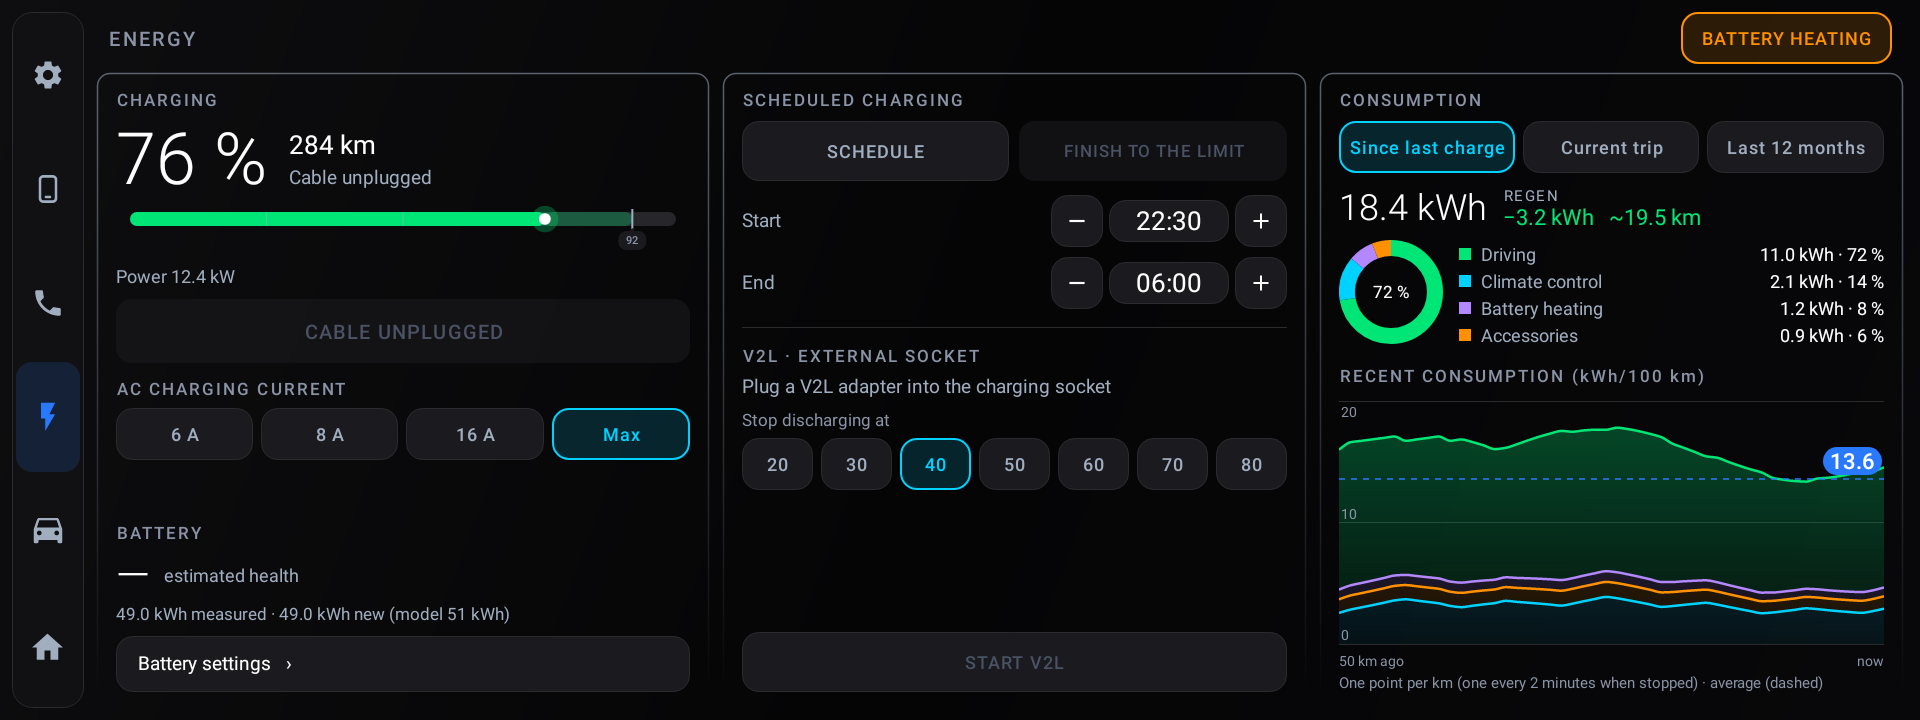 ENERGY
BATTERY HEATING
CHARGING
76 %
284 km
Cable unplugged
92
Power 12.4 kW
CABLE UNPLUGGED
AC CHARGING CURRENT
6 A
8 A
16 A
Max
BATTERY
— estimated health
49.0 kWh measured · 49.0 kWh new (model 51 kWh)
Battery settings ›
SCHEDULED CHARGING
SCHEDULE
FINISH TO THE LIMIT
Start
− 22:30 +
End
− 06:00 +
V2L · EXTERNAL SOCKET
Plug a V2L adapter into the charging socket
Stop discharging at
20 30 40 50 60 70 80
START V2L
CONSUMPTION
Since last charge
Current trip
Last 12 months
18.4 kWh
REGEN
−3.2 kWh ~19.5 km
72 %
Driving 11.0 kWh · 72 %
Climate control 2.1 kWh · 14 %
Battery heating 1.2 kWh · 8 %
Accessories 0.9 kWh · 6 %
RECENT CONSUMPTION (kWh/100 km)
20
13.6
10
0
50 km ago
now
One point per km (one every 2 minutes when stopped) · average (dashed)